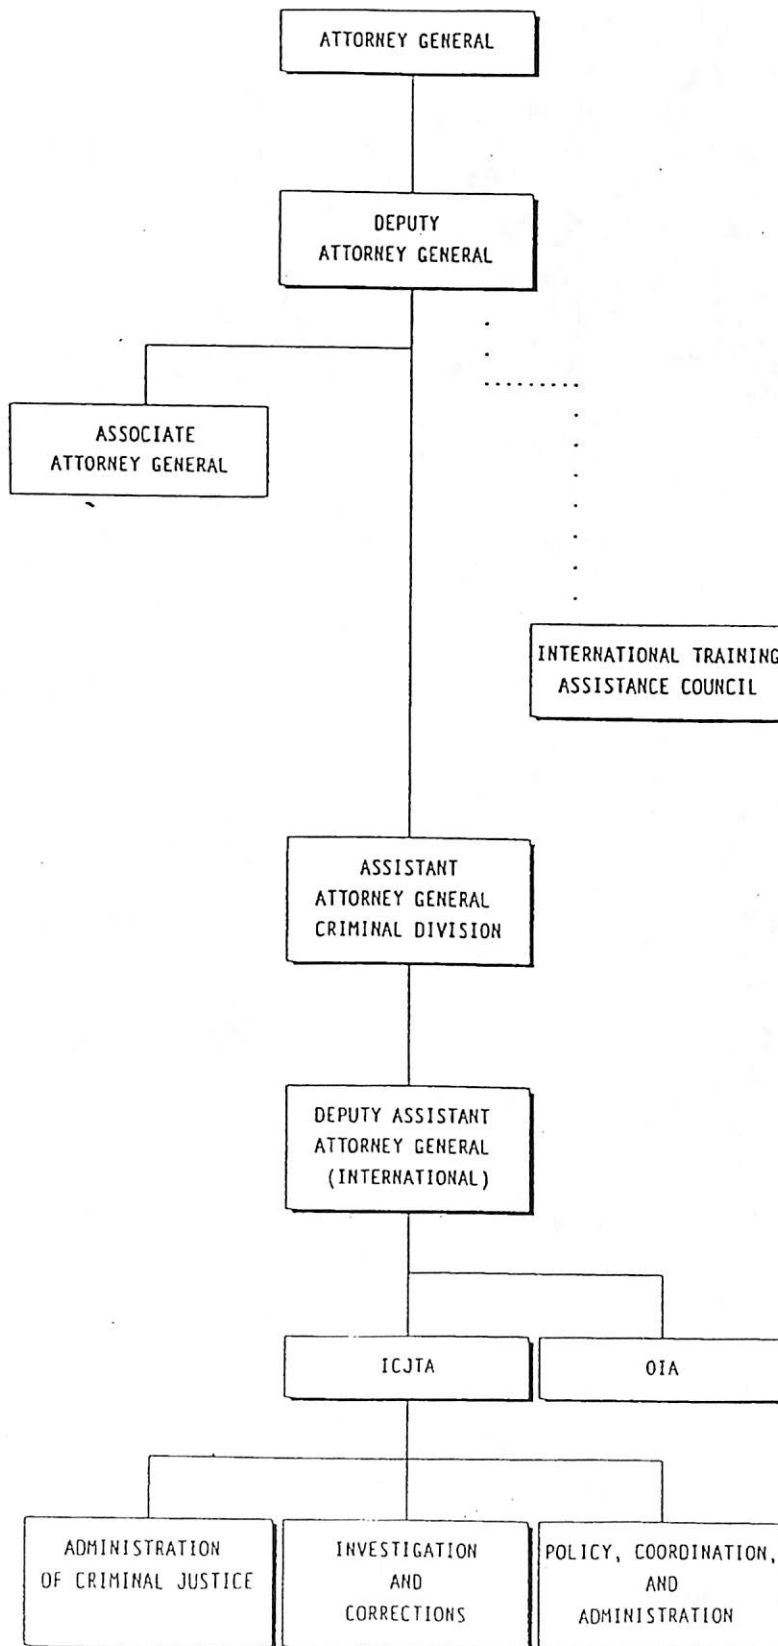 ATTORNEY GENERAL
DEPUTY
ATTORNEY GENERAL
ASSOCIATE
ATTORNEY GENERAL
INTERNATIONAL TRAINING
ASSISTANCE COUNCIL
ASSISTANT
ATTORNEY GENERAL
CRIMINAL DIVISION
DEPUTY ASSISTANT
ATTORNEY GENERAL
(INTERNATIONAL)
ICJTA
OIA
ADMINISTRATION
OF CRIMINAL JUSTICE
INVESTIGATION
AND
CORRECTIONS
POLICY, COORDINATION,
AND
ADMINISTRATION